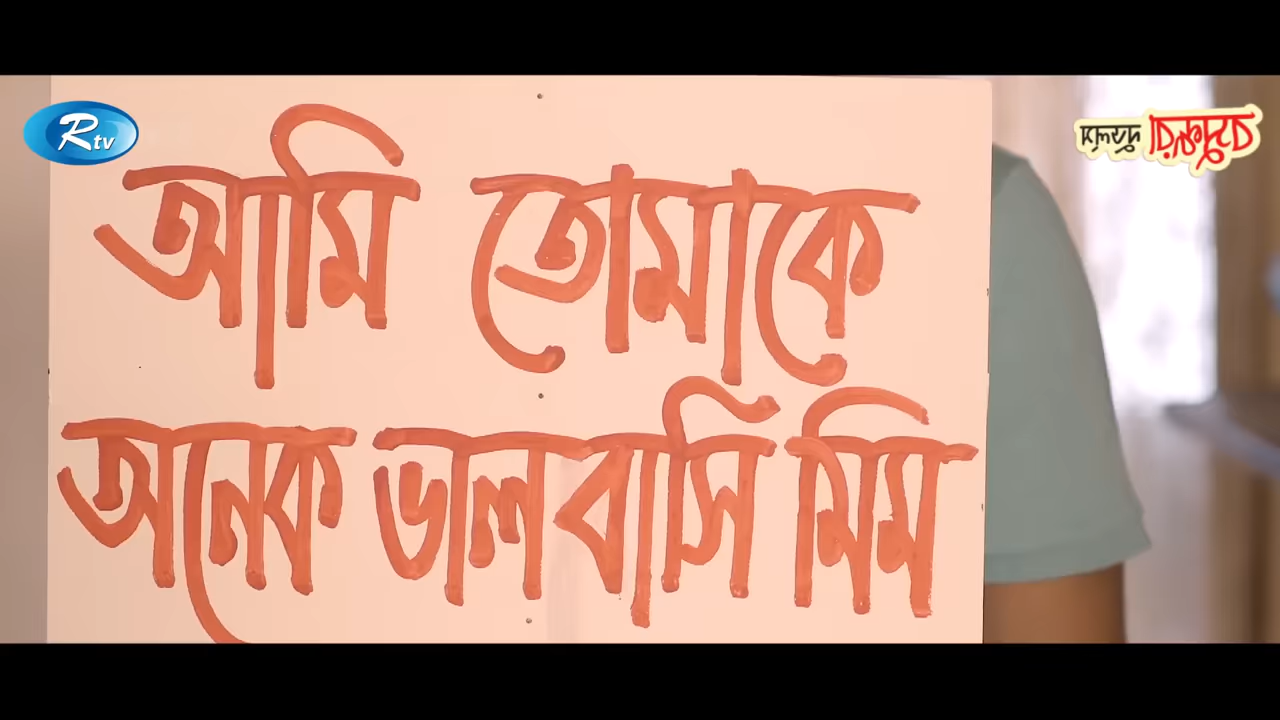 Rtv
আমি তোমাকে
অনেক ভালবাসি মিম